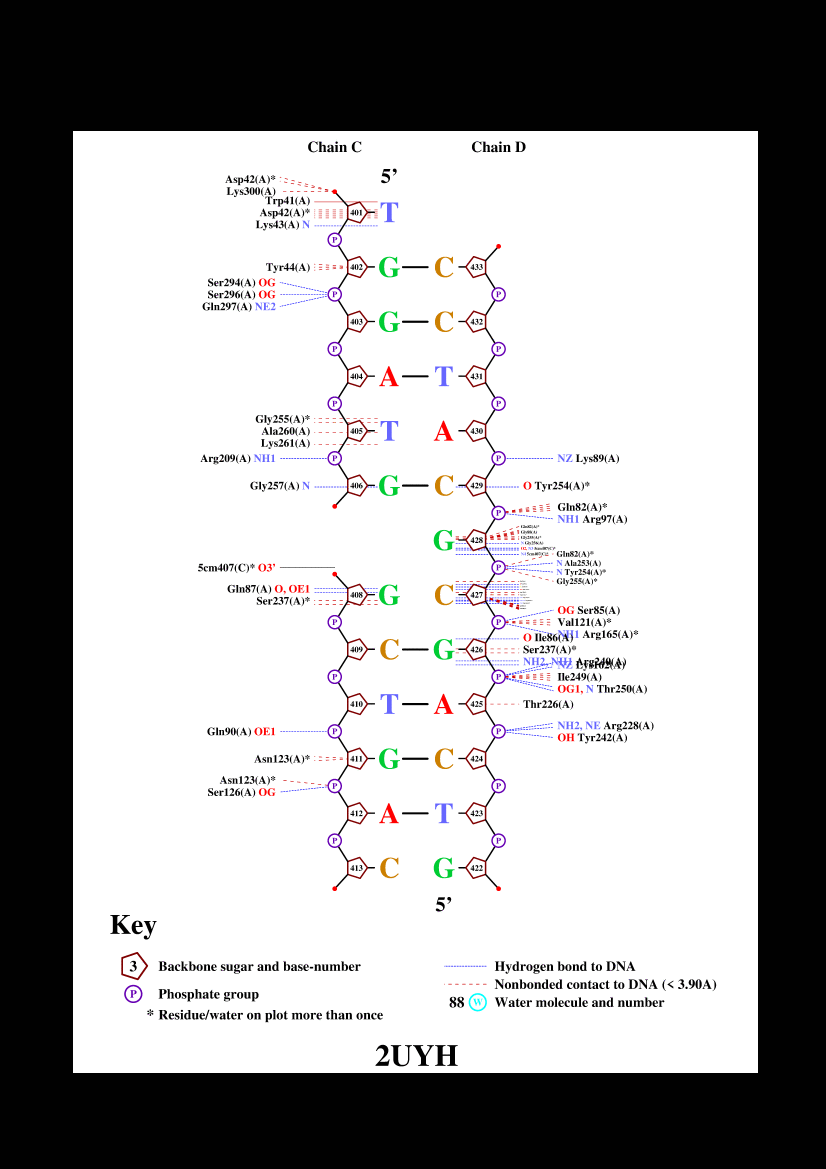 Chain C Chain D
5’
Asp42(A)*
Lys300(A)
Trp41(A)
Asp42(A)*
Lys43(A) N
401 T
P
Tyr44(A) 402 G C 433
Ser294(A) OG
Ser296(A) OG P P
Gln297(A) NE2
403 G C 432
P P
404 A T 431
P P
Gly255(A)*
Ala260(A) 405 T A 430
Lys261(A)
Arg209(A) NH1 P P NZ Lys89(A)
Gly257(A) N 406 G C 429 O Tyr254(A)*
P Gln82(A)*
NH1 Arg97(A)
G 428
Gln82(A)*
P N Ala253(A)
N Tyr254(A)*
Gly255(A)*
5cm407(C)* O3’
Gln87(A) O, OE1
Ser237(A)* 408 G C 427
OG Ser85(A)
P P Val121(A)*
NH1 Arg165(A)*
O Ile86(A)
409 C G 426 Ser237(A)*
NH2, NH1 Arg240(A)
NZ Lys162(A)
P P Ile249(A)
OG1, N Thr250(A)
410 T A 425 Thr226(A)
NH2, NE Arg228(A)
Gln90(A) OE1 P P
OH Tyr242(A)
Asn123(A)* 411 G C 424
Asn123(A)*
Ser126(A) OG P P
412 A T 423
P P
413 C G 422
5’
Key
3 Backbone sugar and base-number
P Phosphate group
* Residue/water on plot more than once
Hydrogen bond to DNA
Nonbonded contact to DNA (< 3.90A)
88 W Water molecule and number
2UYH